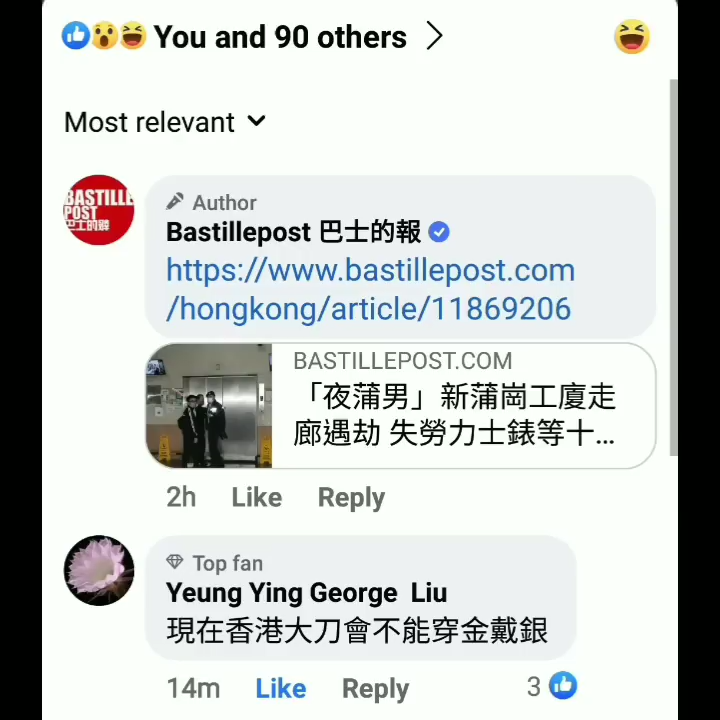 You and 90 others
Most relevant
BASTILLE
POST
巴士的報
Author
Bastillepost 巴士的報
https://www.bastillepost.com
/hongkong/article/11869206
BASTILLEPOST.COM
「夜蒲男」新蒲崗工廈走
廊遇劫 失勞力士錶等十...
2h Like Reply
Top fan
Yeung Ying George Liu
現在香港大刀會不能穿金戴銀
14m Like Reply 3